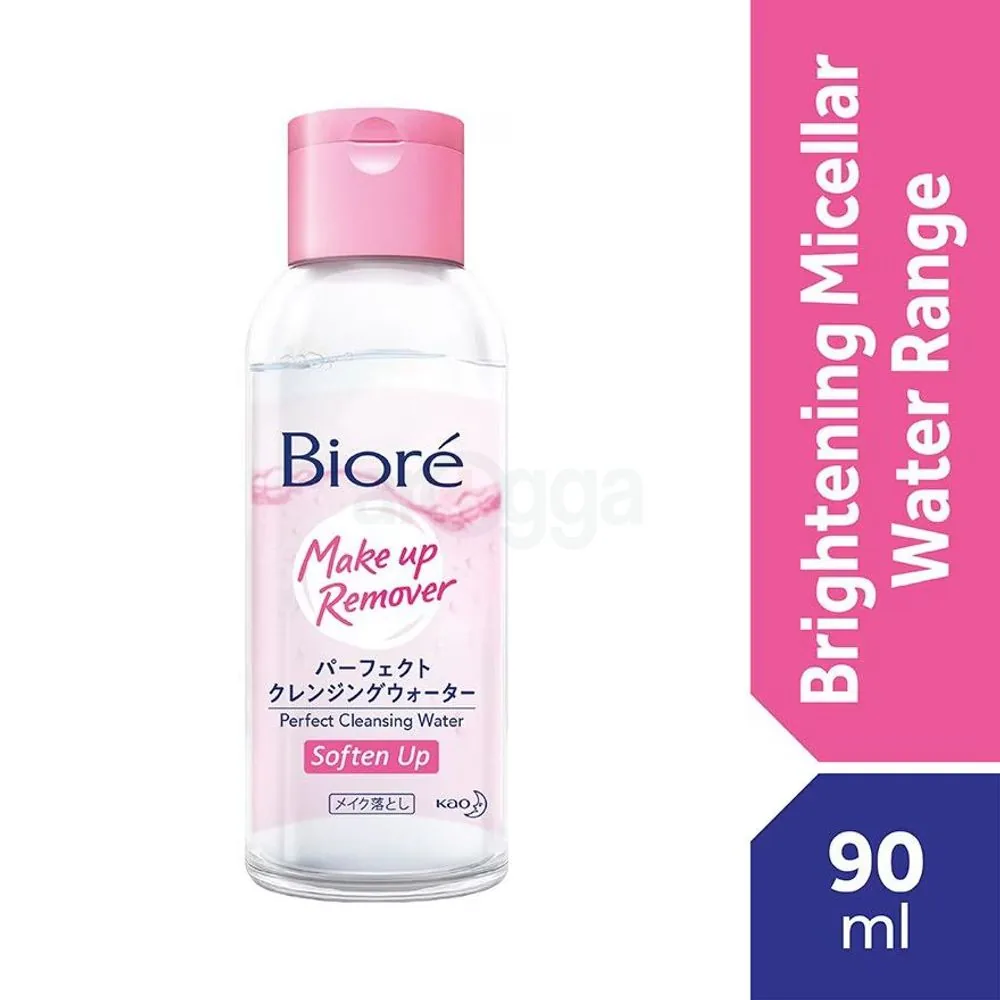 Bioré
arogga
Make up
Remover
パーフェクト
クレンジングウォーター
Perfect Cleansing Water
Soften Up
メイク落とし
Kao
Brightening Micellar
Water Range
90
ml